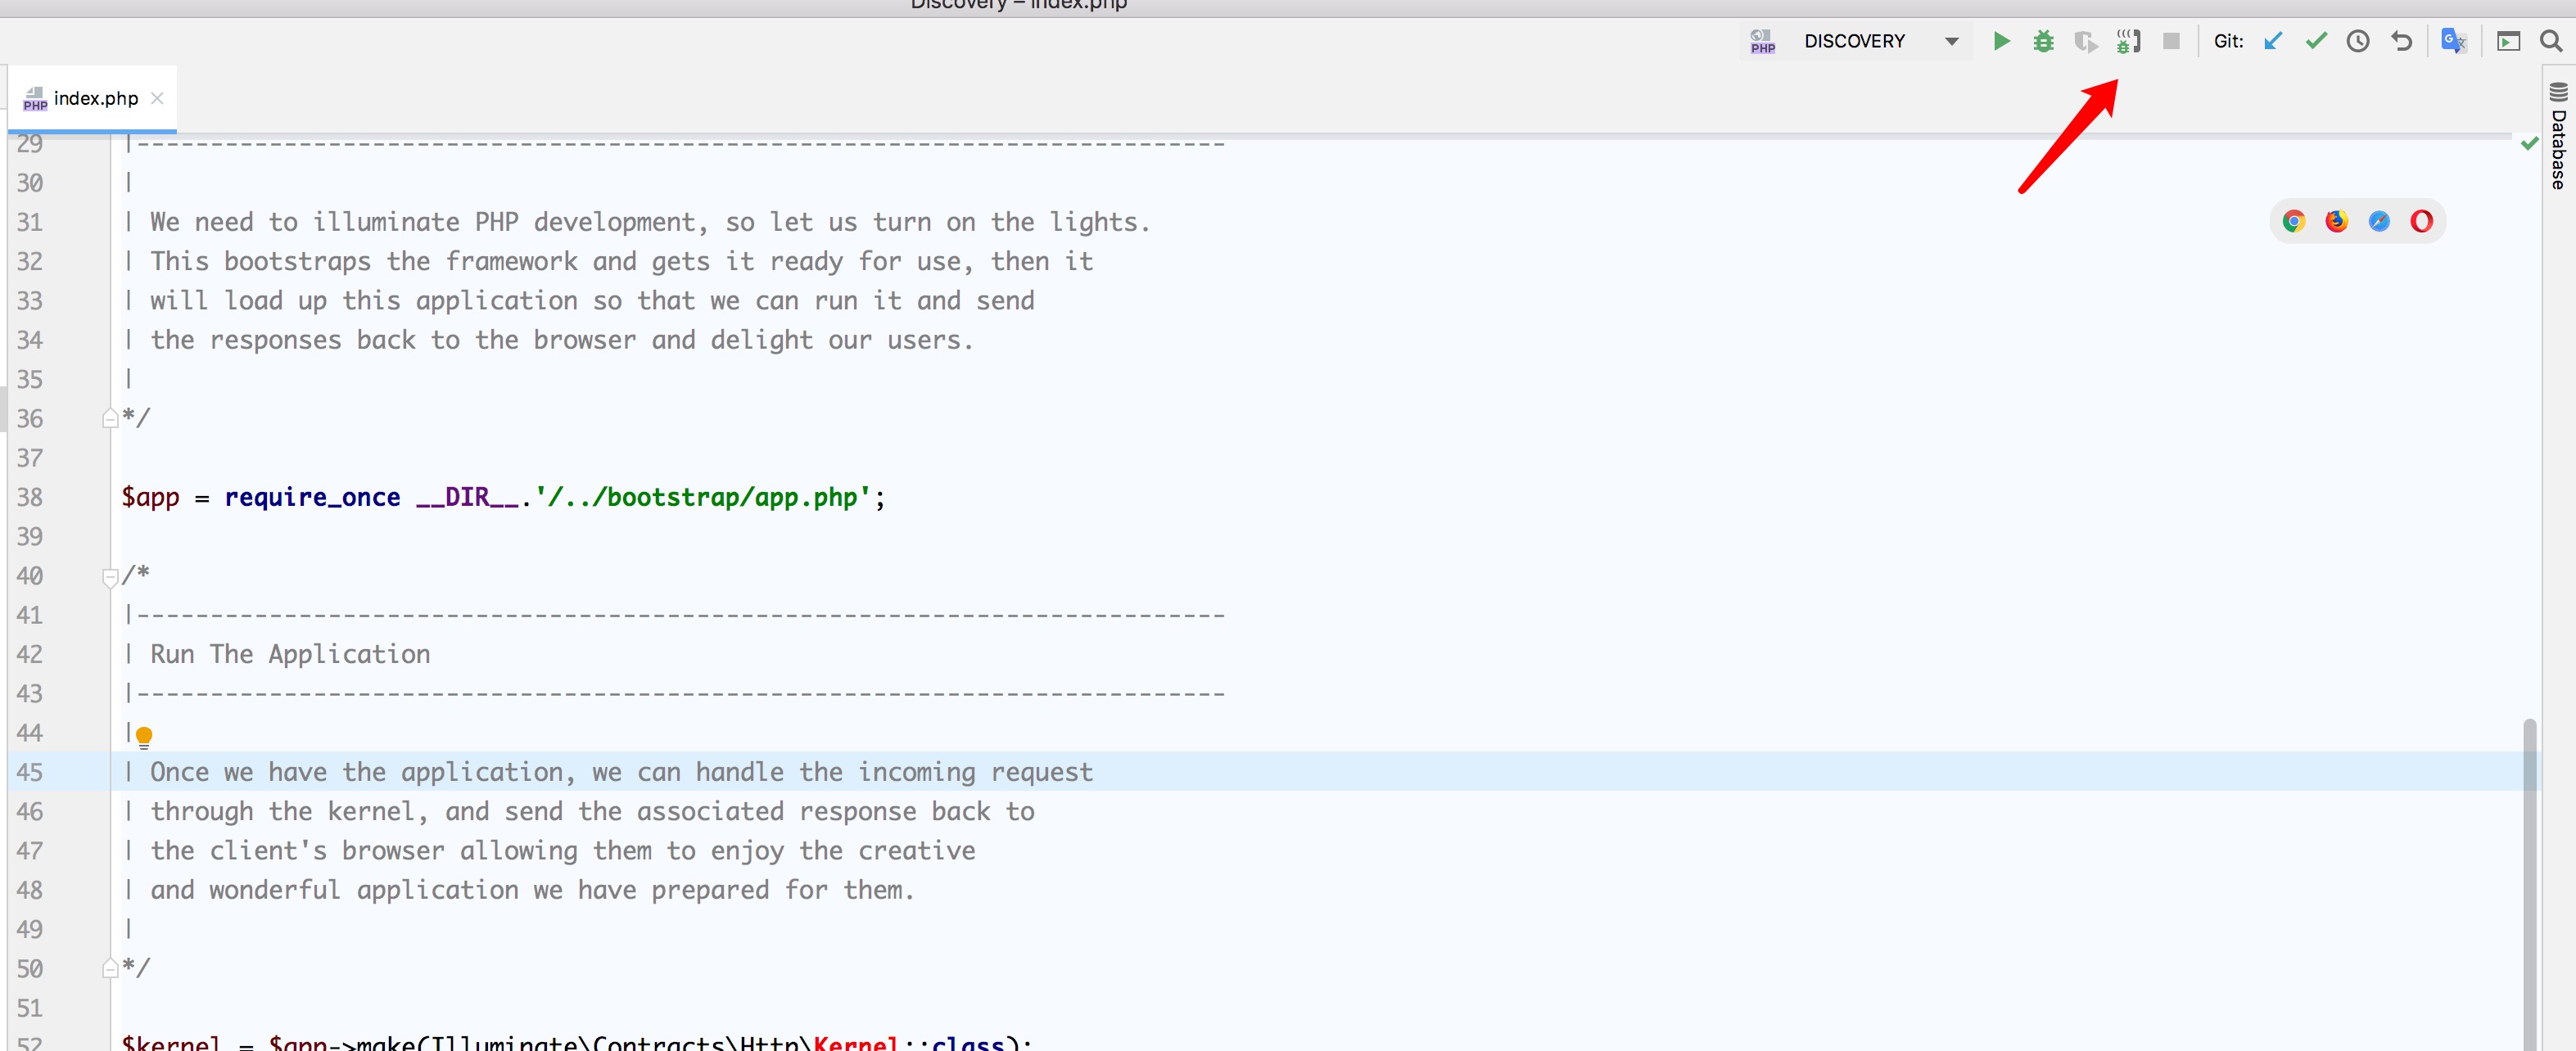 Discovery – index.php
PHP DISCOVERY Git:
PHP index.php
Database
29 |--------------------------------------------------------------------------
30 |
31 | We need to illuminate PHP development, so let us turn on the lights.
32 | This bootstraps the framework and gets it ready for use, then it
33 | will load up this application so that we can run it and send
34 | the responses back to the browser and delight our users.
35 |
36 */
37
38 $app = require_once __DIR__.'/../bootstrap/app.php';
39
40 /*
41 |--------------------------------------------------------------------------
42 | Run The Application
43 |--------------------------------------------------------------------------
44 |
45 | Once we have the application, we can handle the incoming request
46 | through the kernel, and send the associated response back to
47 | the client's browser allowing them to enjoy the creative
48 | and wonderful application we have prepared for them.
49 |
50 */
51
52 $kernel = $app->make(Illuminate\Contracts\Http\Kernel::class);